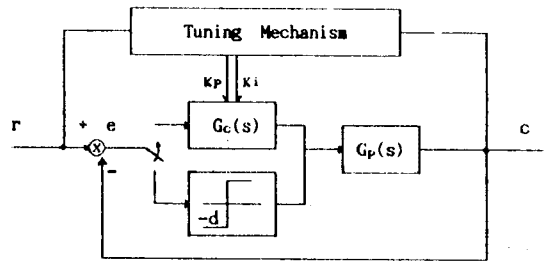 Tuning Mechanism
Kp Ki
r + e Gc(s) Gp(s) c
-
-d